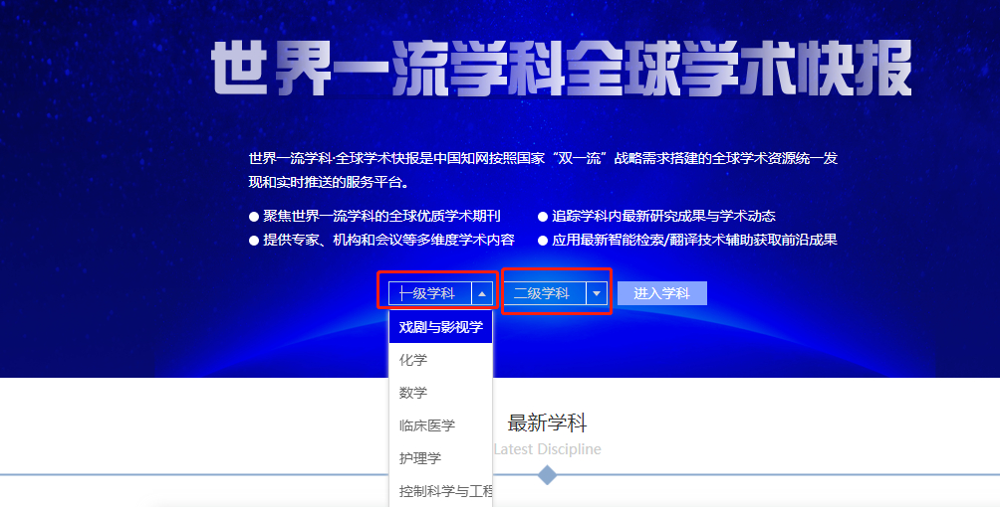 世界一流学科全球学术快报
世界一流学科·全球学术快报是中国知网按照国家“双一流”战略需求搭建的全球学术资源统一发
现和实时推送的服务平台。
聚焦世界一流学科的全球优质学术期刊
追踪学科内最新研究成果与学术动态
提供专家、机构和会议等多维度学术内容
应用最新智能检索/翻译技术辅助获取前沿成果
一级学科
二级学科
进入学科
戏剧与影视学
化学
数学
临床医学
护理学
控制科学与工程
最新学科
Latest Discipline